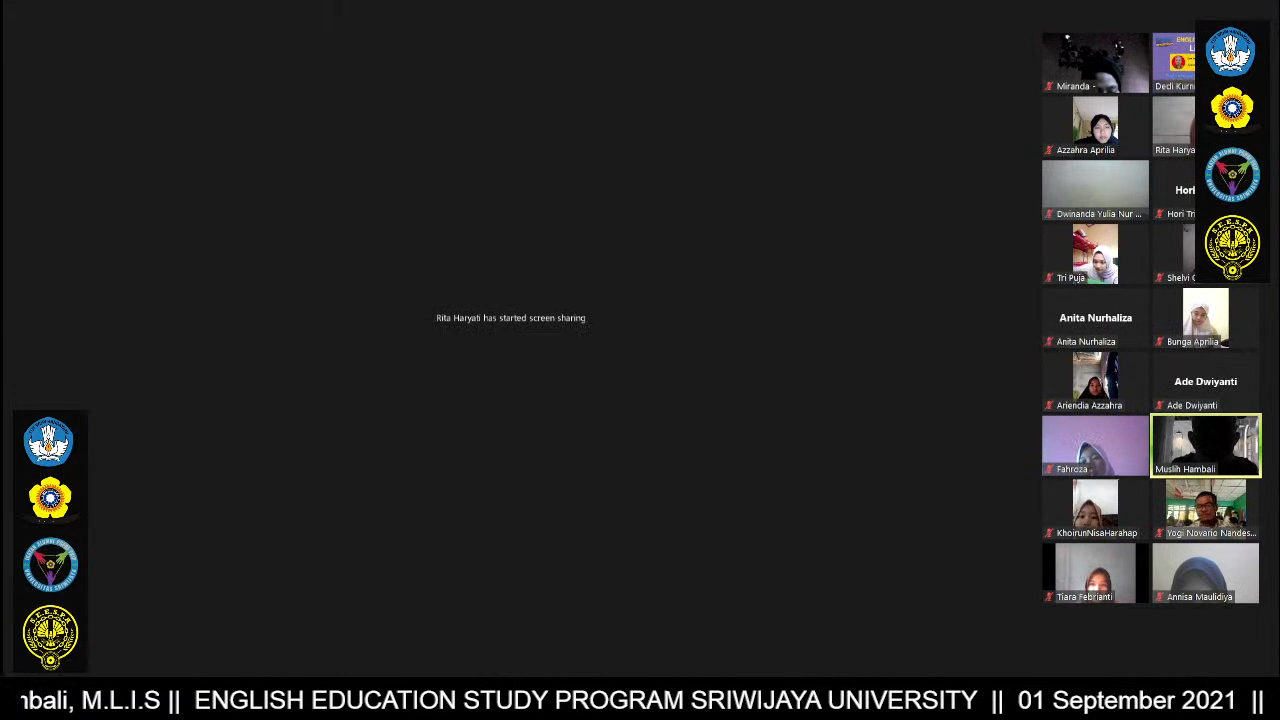 Miranda -
Dedi Kurni
Azzahra Aprilia
Rita Harya
Dwinanda Yulia Nur ...
Hori
Hori Tri
Tri Puja
Shelvi
Rita Haryati has started screen sharing
Anita Nurhaliza
Anita Nurhaliza
Bunga Aprilia
Ariendia Azzahra
Ade Dwiyanti
Ade Dwiyanti
Fahroza
Muslih Hambali
KhoirunNisaHarahap
Yogi Novario Nandes...
Tiara Febrianti
Annisa Maulidiya
S.E.E.S.P.A
S.E.E.S.P.A
nbali, M.L.I.S || ENGLISH EDUCATION STUDY PROGRAM SRIWIJAYA UNIVERSITY || 01 September 2021 ||